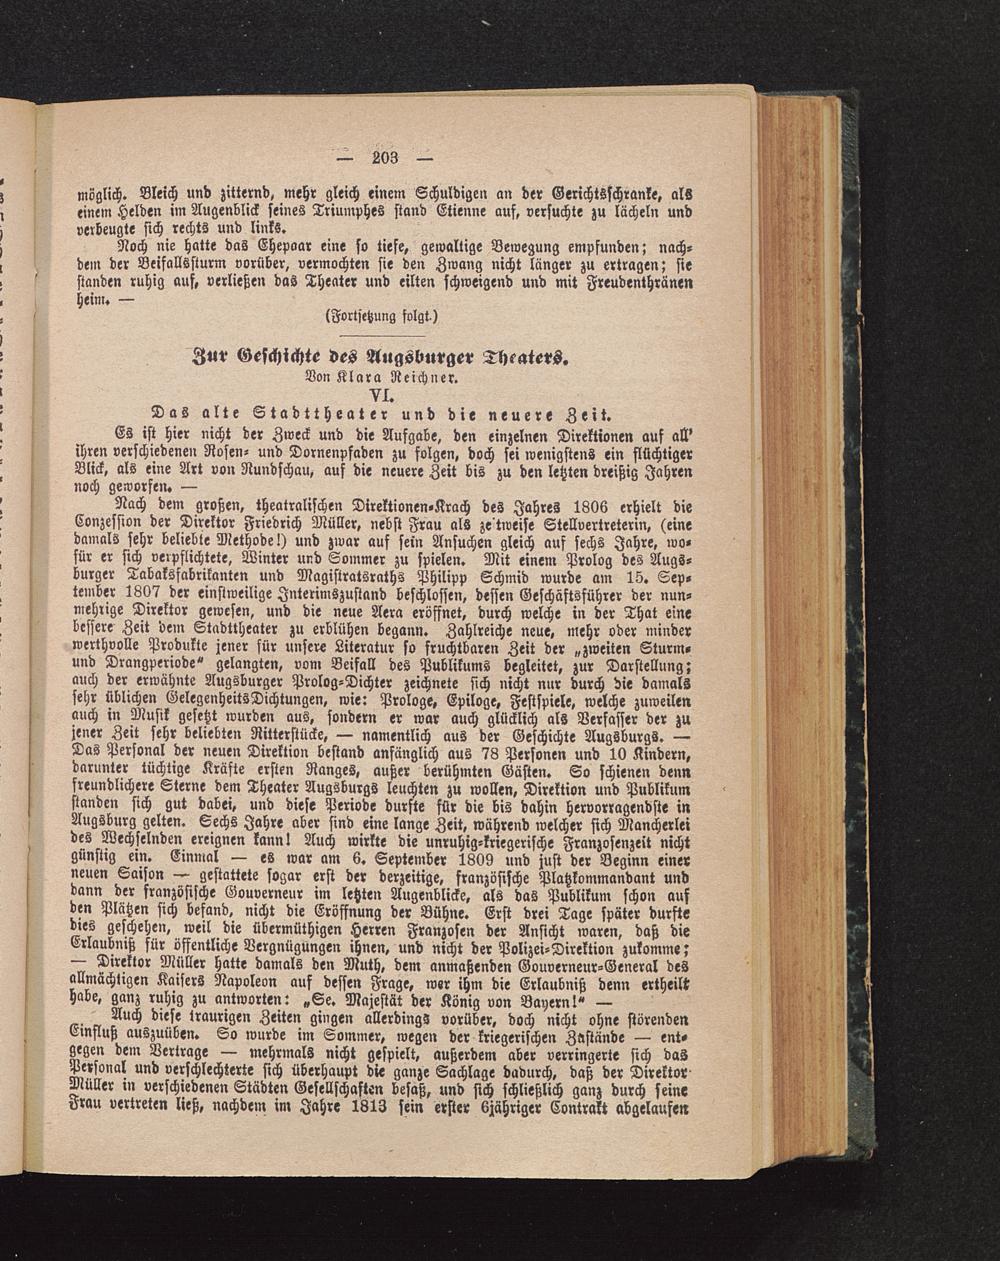 — 203 —
möglich. Bleich und zitternd, mehr gleich einem Schuldigen an der Gerichtsschranke, als
einem Helden im Augenblick seines Triumphes stand Etienne auf, versuchte zu lächeln und
verbeugte sich rechts und links.
Noch nie hatte das Ehepaar eine so tiefe, gewaltige Bewegung empfunden; nach-
dem der Beifallssturm vorüber, vermochten sie den Zwang nicht länger zu ertragen; sie
standen ruhig auf, verließen das Theater und eilten schweigend und mit Freudenthränen
heim. —
(Fortsetzung folgt.)
Zur Geschichte des Augsburger Theaters.
Von Klara Reichner.
VI.
Das alte Stadttheater und die neuere Zeit.
Es ist hier nicht der Zweck und die Aufgabe, den einzelnen Direktionen auf all'
ihren verschiedenen Rosen- und Dornenpfaden zu folgen, doch sei wenigstens ein flüchtiger
Blick, als eine Art von Rundschau, auf die neuere Zeit bis zu den letzten dreißig Jahren
noch geworfen. —
Nach dem großen, theatralischen Direktionen-Krach des Jahres 1806 erhielt die
Conzession der Direktor Friedrich Müller, nebst Frau als ze'tweise Stellvertreterin, (eine
damals sehr beliebte Methode!) und zwar auf sein Ansuchen gleich auf sechs Jahre, wo-
für er sich verpflichtete, Winter und Sommer zu spielen. Mit einem Prolog des Augs-
burger Tabaksfabrikanten und Magistratsraths Philipp Schmid wurde am 15. Sep-
tember 1807 der einstweilige Interimszustand beschlossen, dessen Geschäftsführer der nun-
mehrige Direktor gewesen, und die neue Aera eröffnet, durch welche in der That eine
bessere Zeit dem Stadttheater zu erblühen begann. Zahlreiche neue, mehr oder minder
werthvolle Produkte jener für unsere Literatur so fruchtbaren Zeit der „zweiten Sturm-
und Drangperiode“ gelangten, vom Beifall des Publikums begleitet, zur Darstellung;
auch der erwähnte Augsburger Prolog-Dichter zeichnete sich nicht nur durch die damals
sehr üblichen GelegenheitsDichtungen, wie: Prologe, Epiloge, Festspiele, welche zuweilen
auch in Musik gesetzt wurden aus, sondern er war auch glücklich als Verfasser der zu
jener Zeit sehr beliebten Ritterstücke, — namentlich aus der Geschichte Augsburgs. —
Das Personal der neuen Direktion bestand anfänglich aus 78 Personen und 10 Kindern,
darunter tüchtige Kräfte ersten Ranges, außer berühmten Gästen. So schienen denn
freundlichere Sterne dem Theater Augsburgs leuchten zu wollen, Direktion und Publikum
standen sich gut dabei, und diese Periode durfte für die bis dahin hervorragendste in
Augsburg gelten. Sechs Jahre aber sind eine lange Zeit, während welcher sich Mancherlei
des Wechselnden ereignen kann! Auch wirkte die unruhig-kriegerische Franzosenzeit nicht
günstig ein. Einmal — es war am 6. September 1809 und just der Beginn einer
neuen Saison — gestattete sogar erst der derzeitige, französische Platzkommandant und
dann der französische Gouverneur im letzten Augenblicke, als das Publikum schon auf
den Plätzen sich befand, nicht die Eröffnung der Bühne. Erst drei Tage später durfte
dies geschehen, weil die übermüthigen Herren Franzosen der Ansicht waren, daß die
Erlaubniß für öffentliche Vergnügungen ihnen, und nicht der Polizei-Direktion zukomme;
— Direktor Müller hatte damals den Muth, dem anmaßenden Gouverneur-General des
allmächtigen Kaisers Napoleon auf dessen Frage, wer ihm die Erlaubniß denn ertheilt
habe, ganz ruhig zu antworten: „Se. Majestät der König von Bayern!“ —
Auch diese traurigen Zeiten gingen allerdings vorüber, doch nicht ohne störenden
Einfluß auszuüben. So wurde im Sommer, wegen der kriegerischen Zustände — ent-
gegen dem Vertrage — mehrmals nicht gespielt, außerdem aber verringerte sich das
Personal und verschlechterte sich überhaupt die ganze Sachlage dadurch, daß der Direktor
Müller in verschiedenen Städten Gesellschaften besaß, und sich schließlich ganz durch seine
Frau vertreten ließ, nachdem im Jahre 1813 sein erster 6jähriger Contrakt abgelaufen